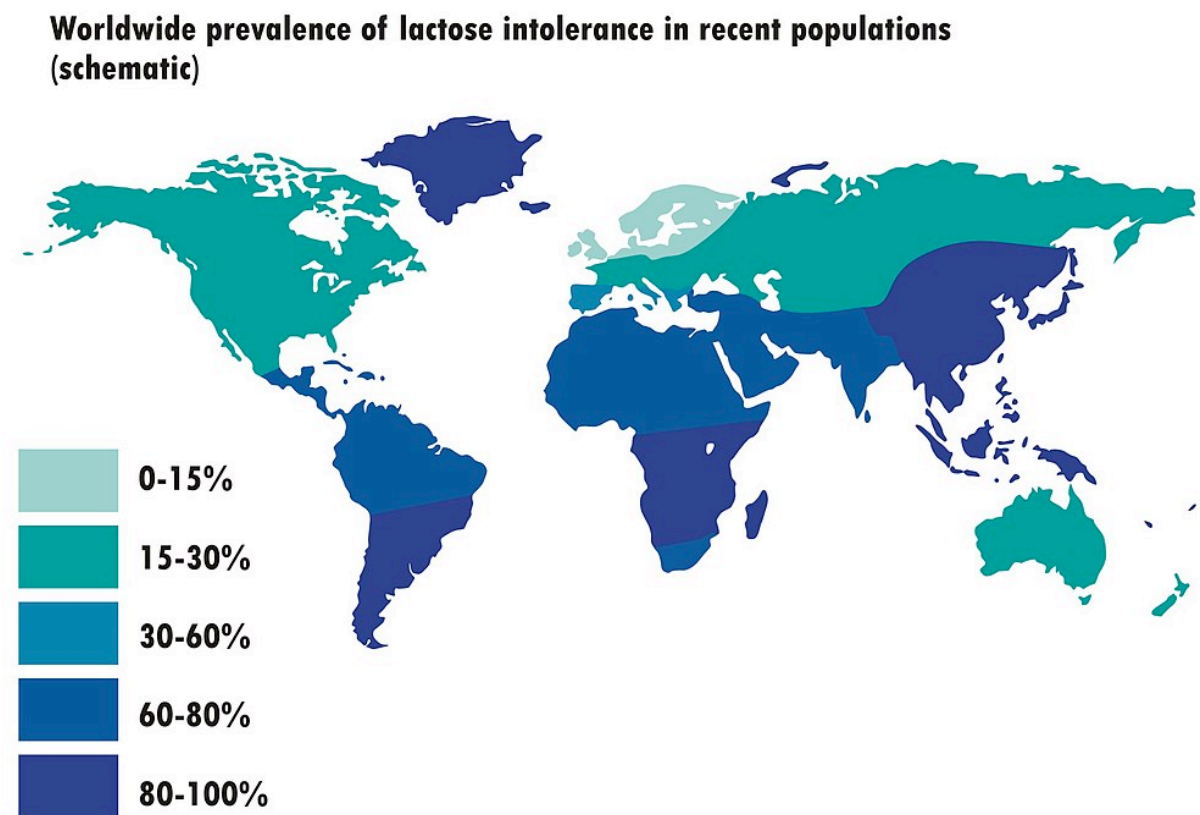 Worldwide prevalence of lactose intolerance in recent populations
(schematic)
0-15%
15-30%
30-60%
60-80%
80-100%